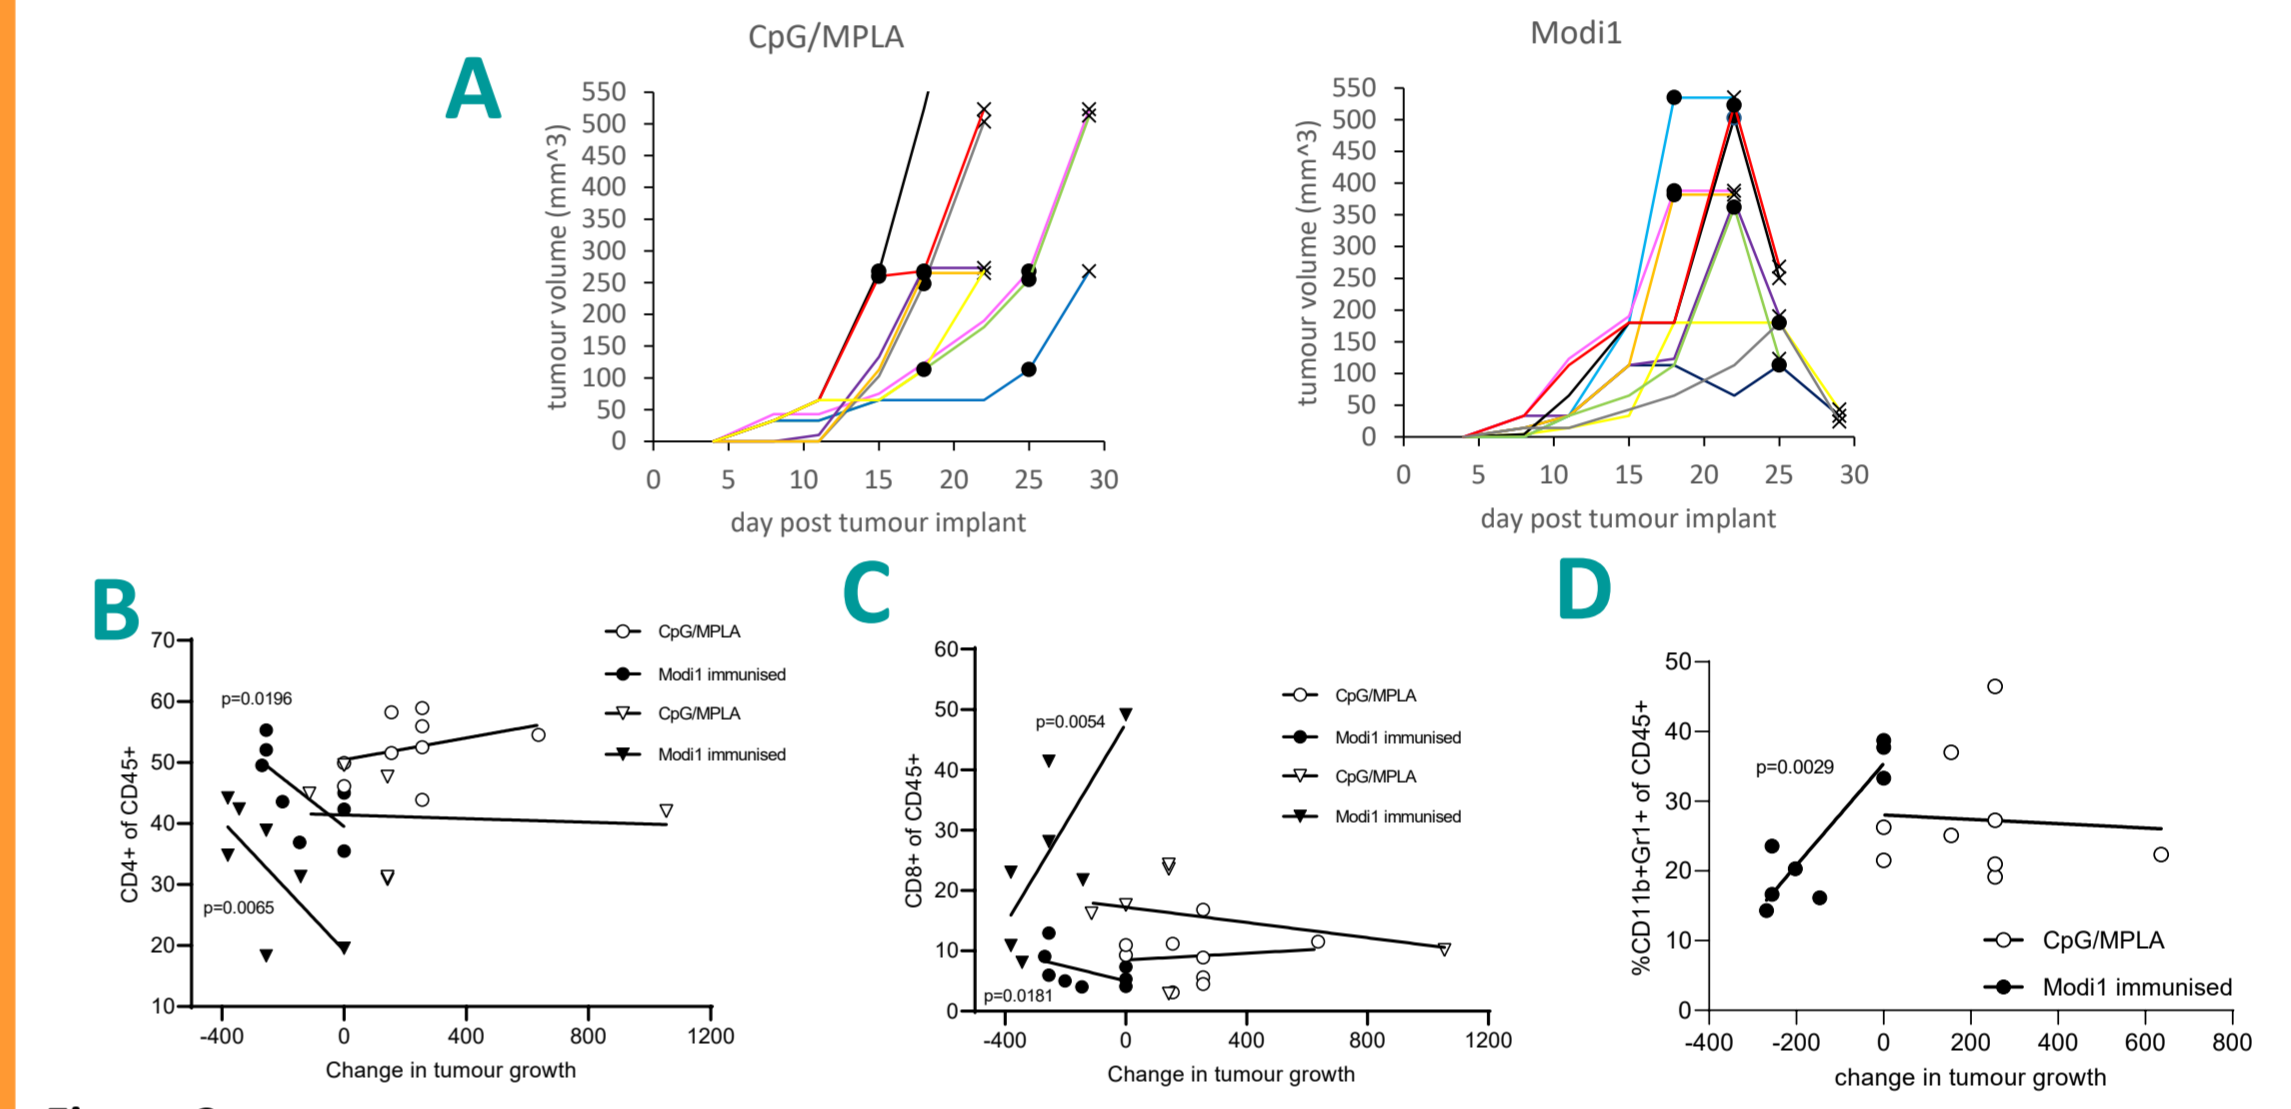 A
CpG/MPLA
tumour volume (mm^3)
550
500
450
400
350
300
250
200
150
100
50
0
0 5 10 15 20 25 30
day post tumour implant
Modi1
tumour volume (mm^3)
550
500
450
400
350
300
250
200
150
100
50
0
0 5 10 15 20 25 30
day post tumour implant
B
CD4+ of CD45+
70
60
50
40
30
20
10
p=0.0196
p=0.0065
-400 0 400 800 1200
Change in tumour growth
CpG/MPLA
Modi1 immunised
CpG/MPLA
Modi1 immunised
C
CD8+ of CD45+
60
50
40
30
20
10
0
p=0.0054
p=0.0181
-400 0 400 800 1200
Change in tumour growth
CpG/MPLA
Modi1 immunised
CpG/MPLA
Modi1 immunised
D
%CD11b+Gr1+ of CD45+
50
40
30
20
10
0
p=0.0029
CpG/MPLA
Modi1 immunised
-400 -200 0 200 400 600 800
change in tumour growth